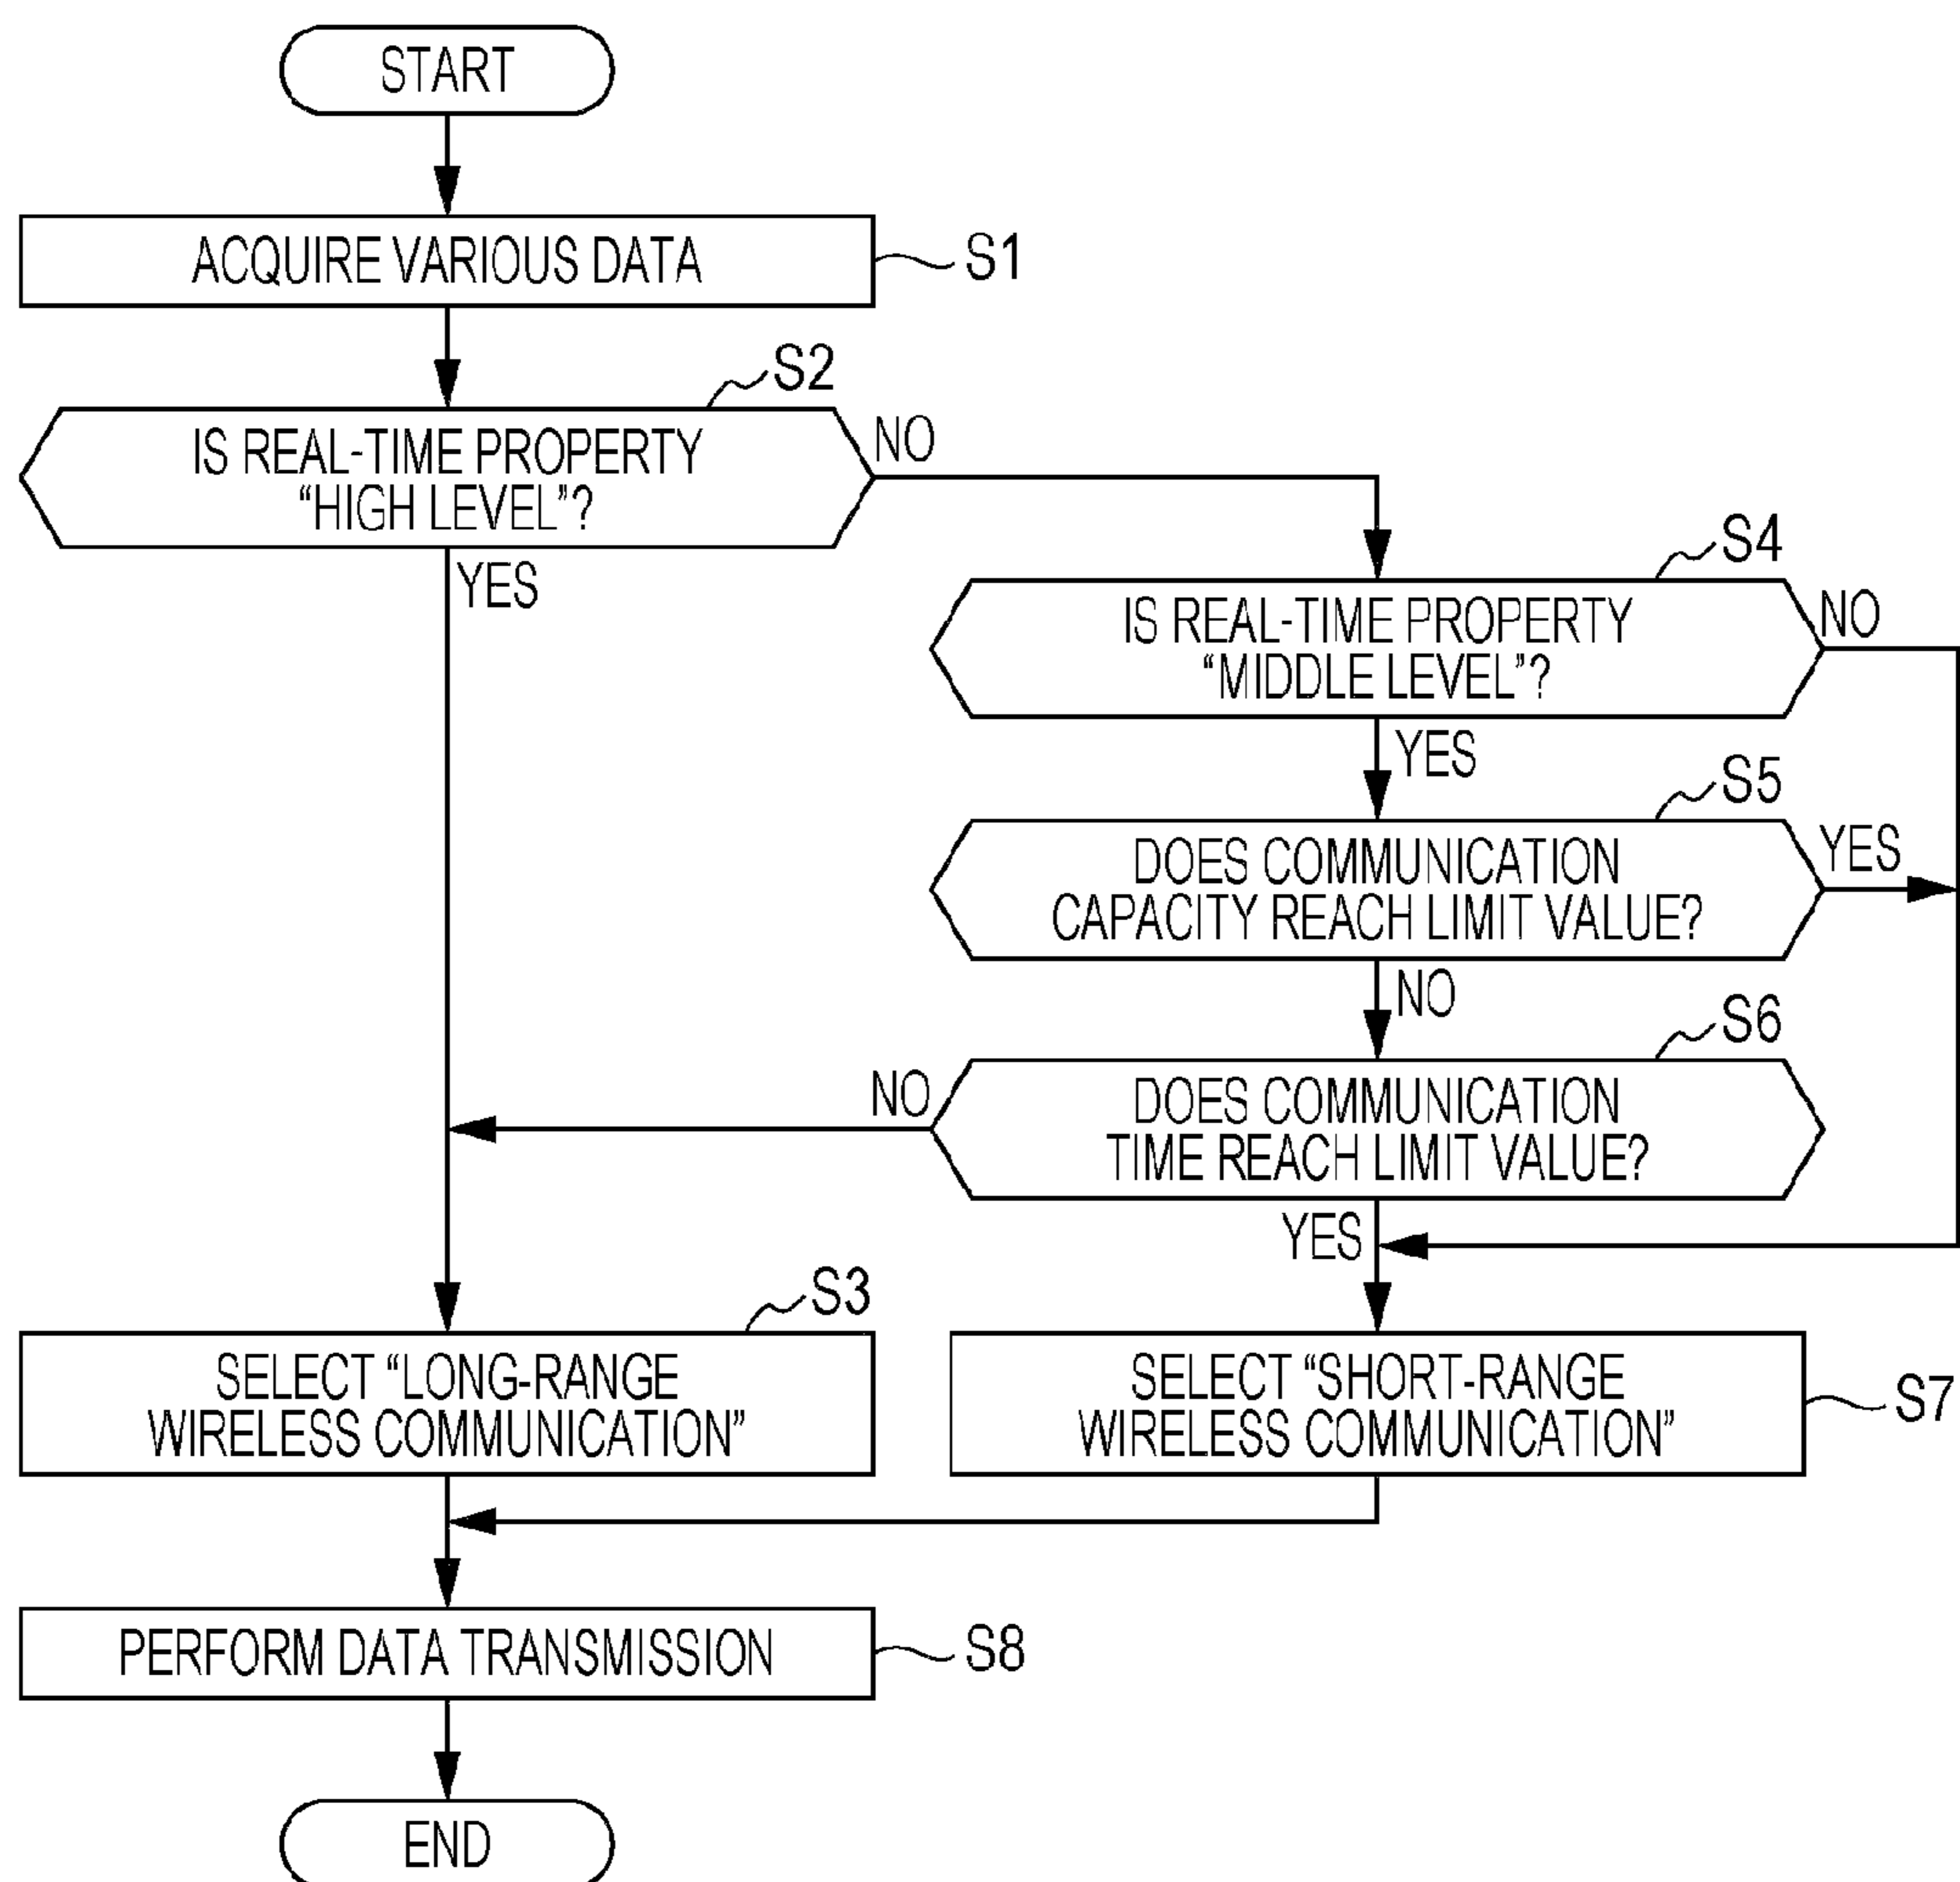 START
ACQUIRE VARIOUS DATA
S1
S2
IS REAL-TIME PROPERTY
“HIGH LEVEL”?
NO
YES
S4
IS REAL-TIME PROPERTY
“MIDDLE LEVEL”?
NO
YES
S5
DOES COMMUNICATION
CAPACITY REACH LIMIT VALUE?
YES
NO
S6
DOES COMMUNICATION
TIME REACH LIMIT VALUE?
NO
YES
S3
SELECT “LONG-RANGE
WIRELESS COMMUNICATION”
SELECT “SHORT-RANGE
WIRELESS COMMUNICATION”
S7
PERFORM DATA TRANSMISSION
S8
END